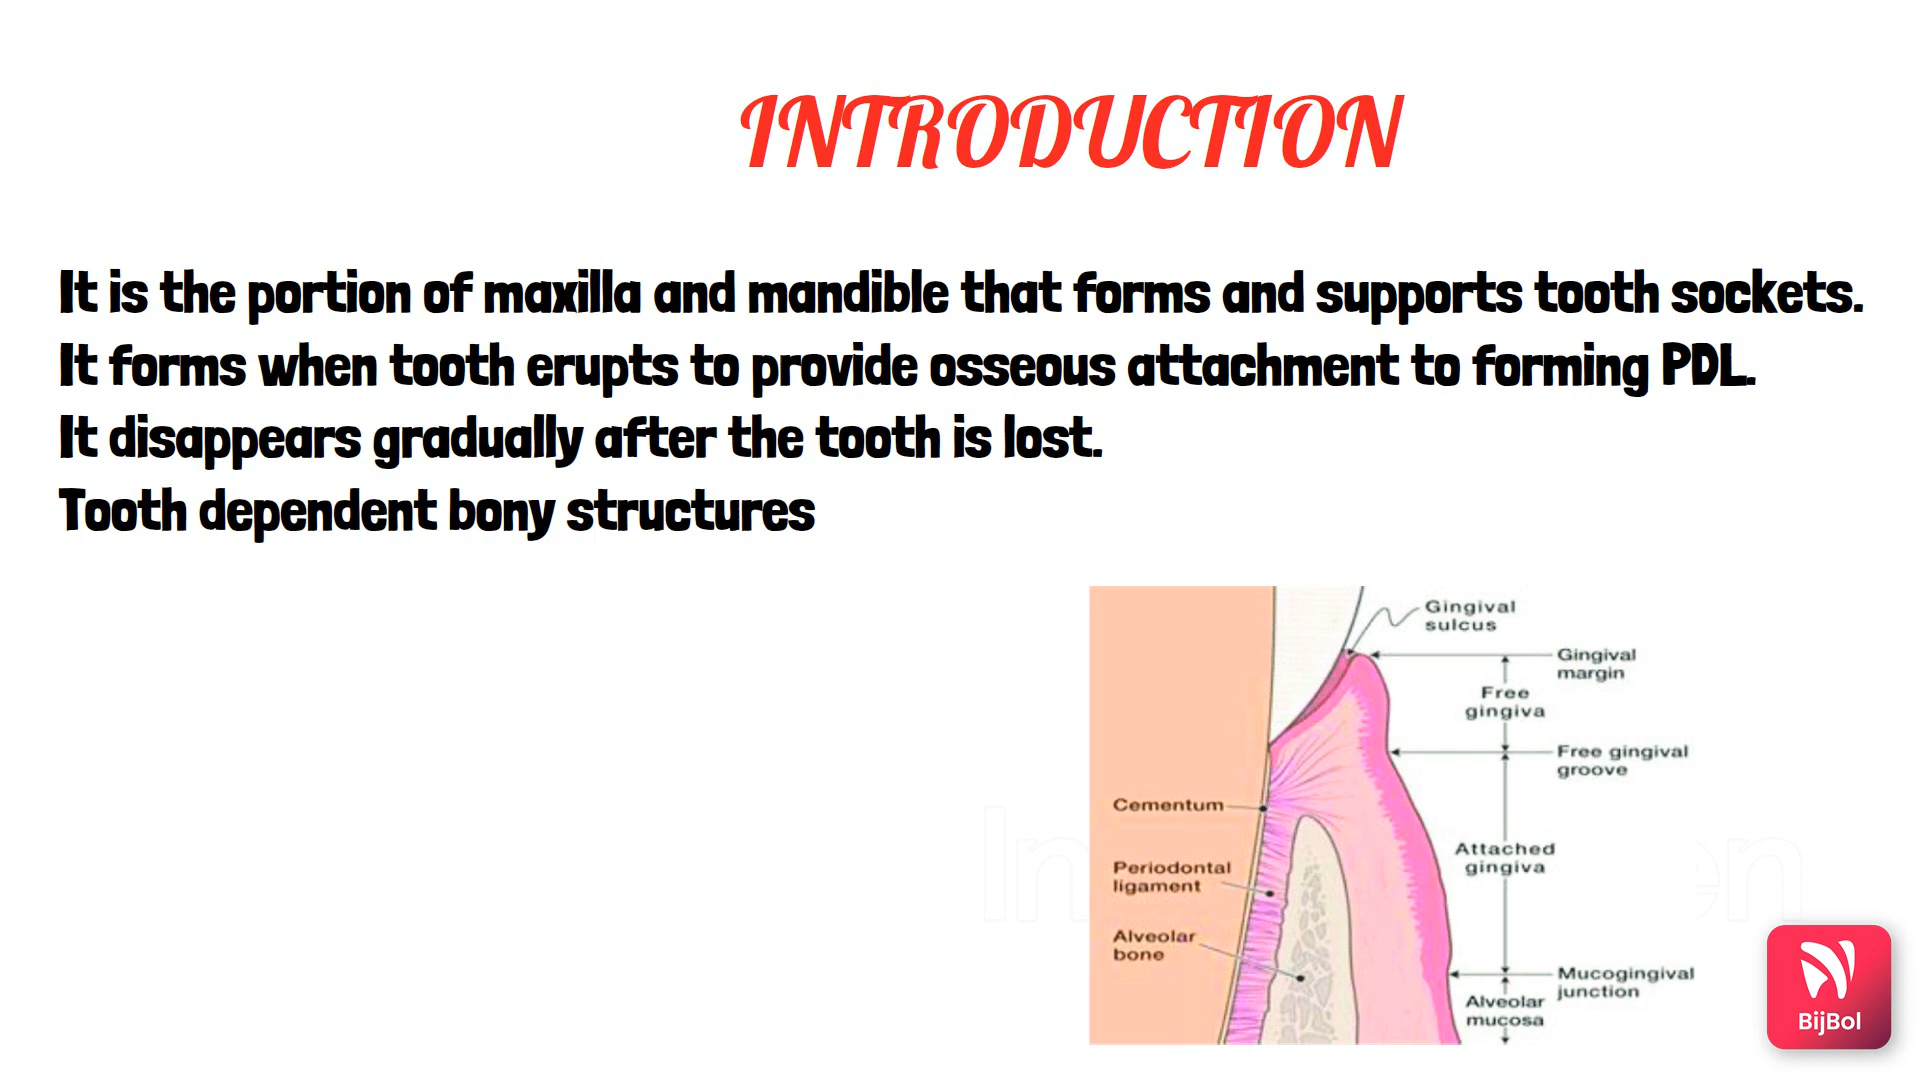 INTRODUCTION
It is the portion of maxilla and mandible that forms and supports tooth sockets.
It forms when tooth erupts to provide osseous attachment to forming PDL.
It disappears gradually after the tooth is lost.
Tooth dependent bony structures
Gingival
sulcus
Gingival
margin
Free
gingiva
Free gingival
groove
Cementum
Attached
gingiva
Periodontal
ligament
Alveolar
bone
Mucogingival
junction
Alveolar
mucosa
BijBol